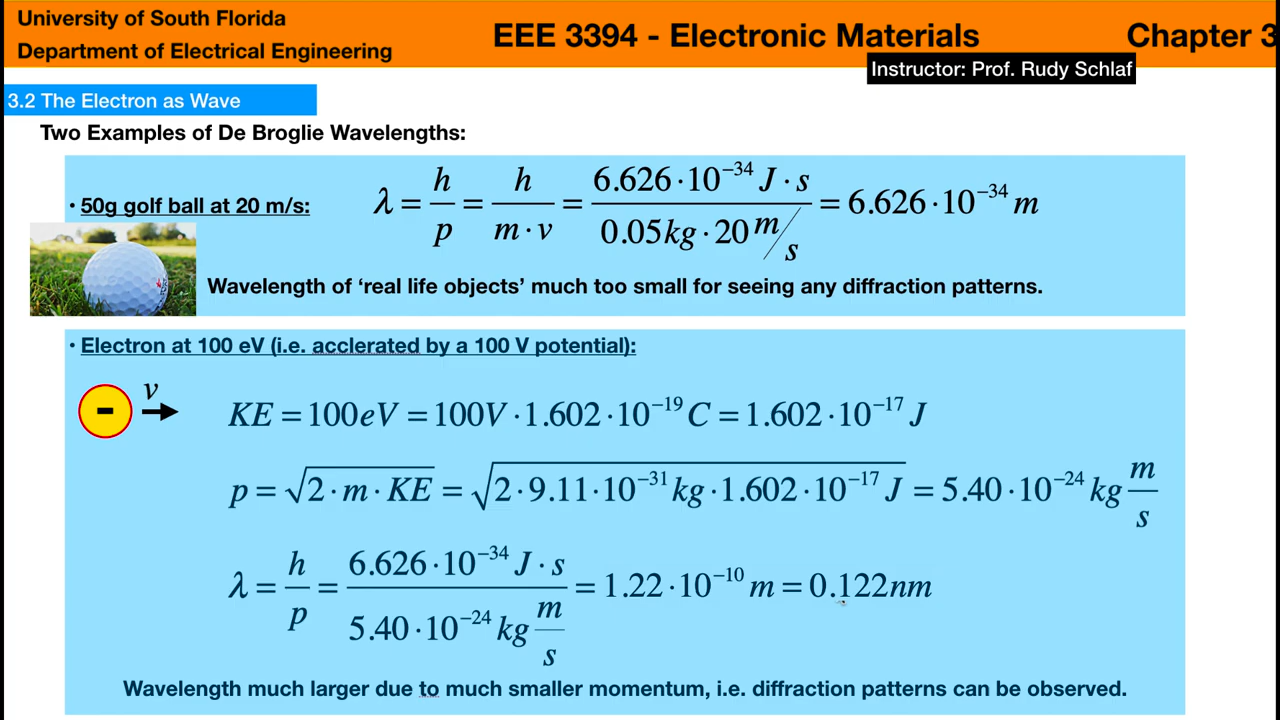 University of South Florida
Department of Electrical Engineering
EEE 3394 - Electronic Materials
Chapter 3
Instructor: Prof. Rudy Schlaf
3.2 The Electron as Wave
Two Examples of De Broglie Wavelengths:
• 50g golf ball at 20 m/s:
λ = h/p = h/(m · v) = (6.626 · 10⁻³⁴ J · s)/(0.05 kg · 20 m/s) = 6.626 · 10⁻³⁴ m
Wavelength of ‘real life objects’ much too small for seeing any diffraction patterns.
• Electron at 100 eV (i.e. acclerated by a 100 V potential):
-
v
KE = 100eV = 100V · 1.602 · 10⁻¹⁹ C = 1.602 · 10⁻¹⁷ J
p = √(2 · m · KE) = √(2 · 9.11 · 10⁻³¹ kg · 1.602 · 10⁻¹⁷ J) = 5.40 · 10⁻²⁴ kg m/s
λ = h/p = (6.626 · 10⁻³⁴ J · s)/(5.40 · 10⁻²⁴ kg m/s) = 1.22 · 10⁻¹⁰ m = 0.122 nm
Wavelength much larger due to much smaller momentum, i.e. diffraction patterns can be observed.